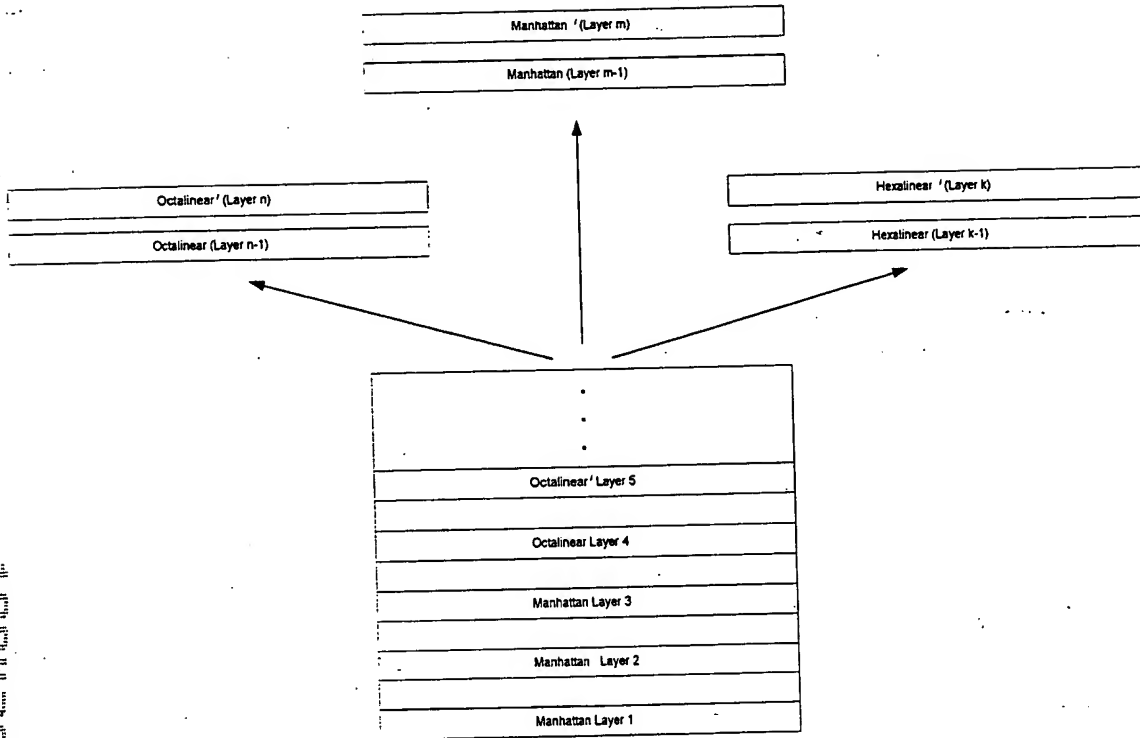 Manhattan ′ (Layer m)
Manhattan (Layer m-1)
Octalinear′ (Layer n)
Octalinear (Layer n-1)
Hexalinear ′ (Layer k)
Hexalinear (Layer k-1)
Octalinear′ Layer 5
Octalinear Layer 4
Manhattan Layer 3
Manhattan Layer 2
Manhattan Layer 1